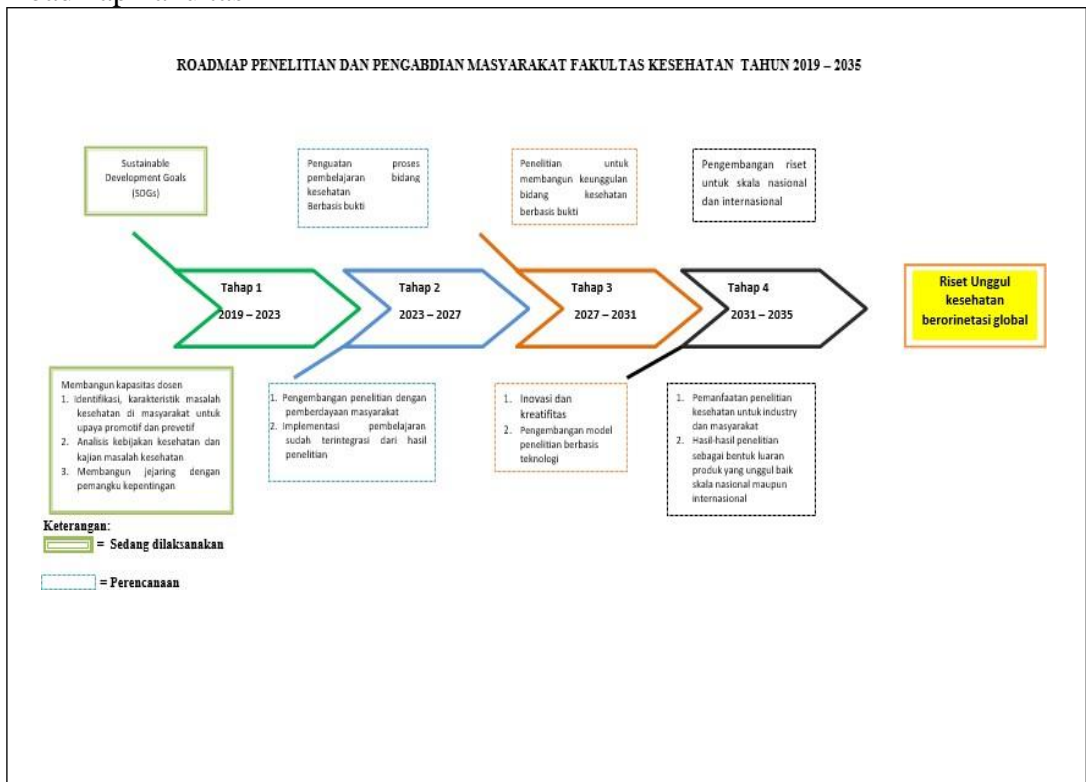 ROADMAP PENELITIAN DAN PENGABDIAN MASYARAKAT FAKULTAS KESEHATAN TAHUN 2019 – 2035
Sustainable
Development Goals
(SDGs)
Penguatan proses
pembelajaran bidang
kesehatan
Berbasis bukti
Penelitian untuk
membangun keunggulan
bidang kesehatan
berbasis bukti
Pengembangan riset
untuk skala nasional
dan internasional
Tahap 1
2019 – 2023
Tahap 2
2023 – 2027
Tahap 3
2027 – 2031
Tahap 4
2031 – 2035
Riset Unggul
kesehatan
berorinetasi global
Membangun kapasitas dosen
1. Identifikasi, karakteristik masalah
kesehatan di masyarakat untuk
upaya promotif dan prevetif
2. Analisis kebijakan kesehatan dan
kajian masalah kesehatan
3. Membangun jejaring dengan
pemangku kepentingan
1. Pengembangan penelitian dengan
pemberdayaan masyarakat
2. Implementasi pembelajaran
sudah terintegrasi dari hasil
penelitian
1. Inovasi dan
kreatifitas
2. Pengembangan model
penelitian berbasis
teknologi
1. Pemanfaatan penelitian
kesehatan untuk industry
dan masyarakat
2. Hasil-hasil penelitian
sebagai bentuk luaran
produk yang unggul baik
skala nasional maupun
internasional
Keterangan:
= Sedang dilaksanakan
= Perencanaan